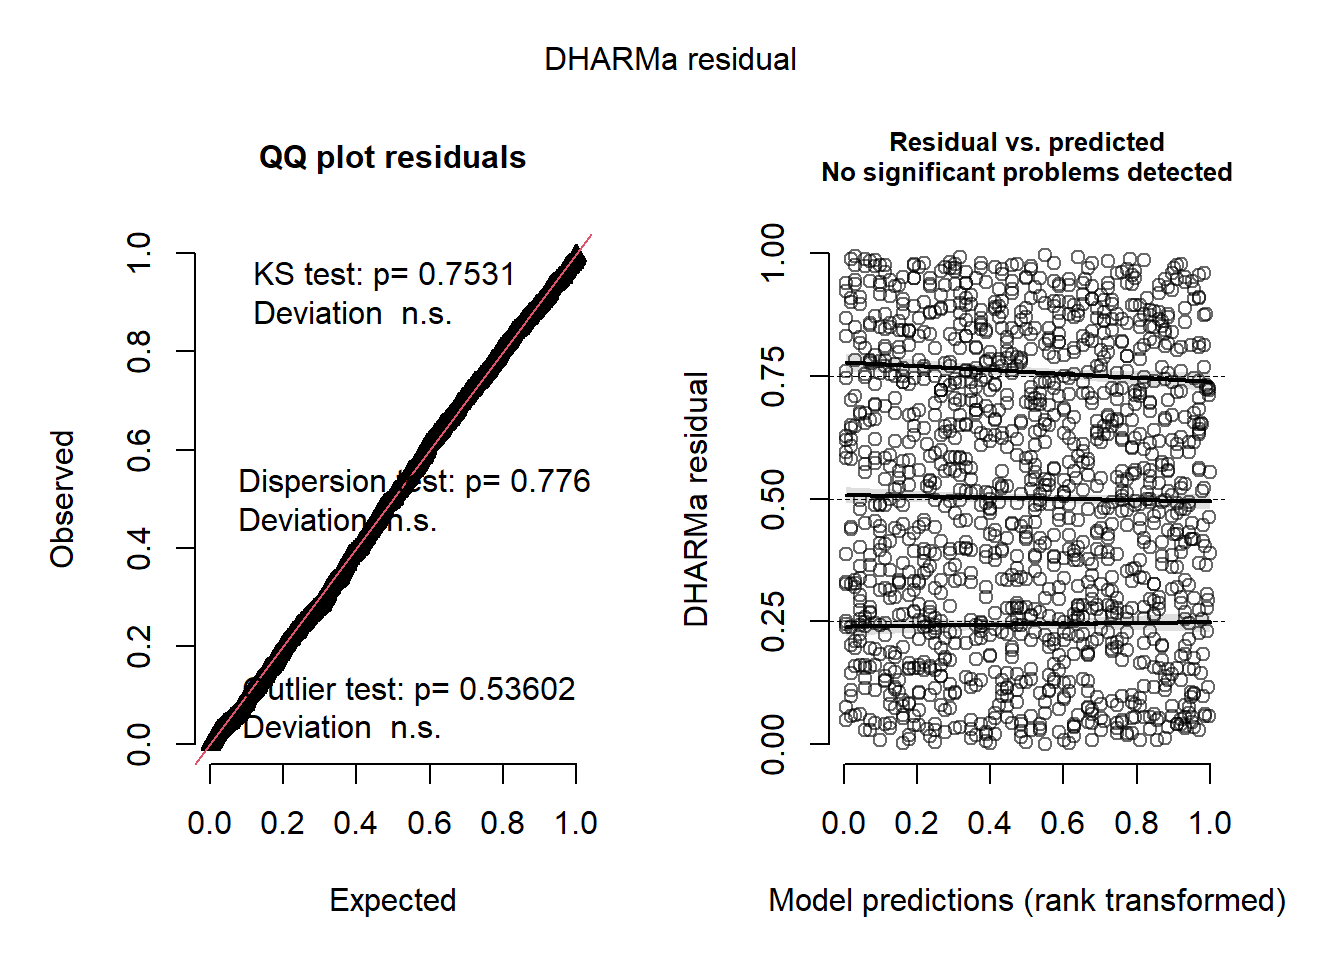 DHARMa residual
QQ plot residuals
KS test: p= 0.7531
Deviation  n.s.
Dispersion test: p= 0.776
Deviation  n.s.
Outlier test: p= 0.53602
Deviation  n.s.
Observed
0.0 0.2 0.4 0.6 0.8 1.0
0.0 0.2 0.4 0.6 0.8 1.0
Expected
Residual vs. predicted
No significant problems detected
DHARMa residual
0.00 0.25 0.50 0.75 1.00
0.0 0.2 0.4 0.6 0.8 1.0
Model predictions (rank transformed)